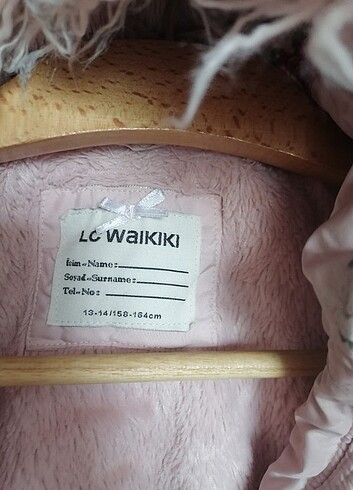 LC WAIKIKI
İsim-Name:
Soyad-Surname:
Tel-No:
13-14/158-164cm